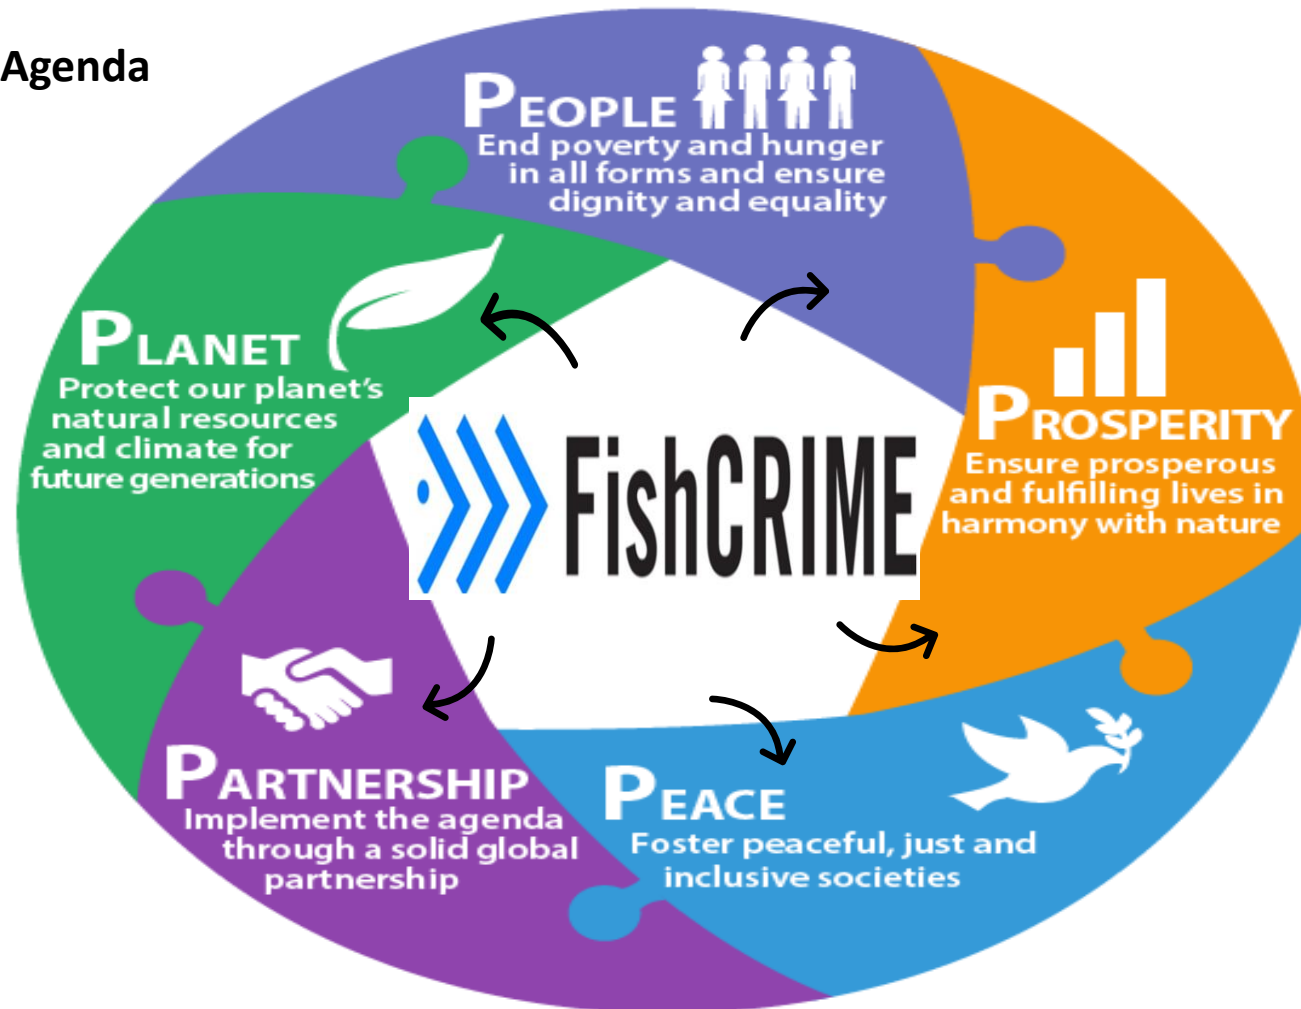 Agenda
PEOPLE
End poverty and hunger
in all forms and ensure
dignity and equality
PLANET
Protect our planet's
natural resources
and climate for
future generations
PROSPERITY
Ensure prosperous
and fulfilling lives in
harmony with nature
FishCRIME
PARTNERSHIP
Implement the agenda
through a solid global
partnership
PEACE
Foster peaceful, just and
inclusive societies